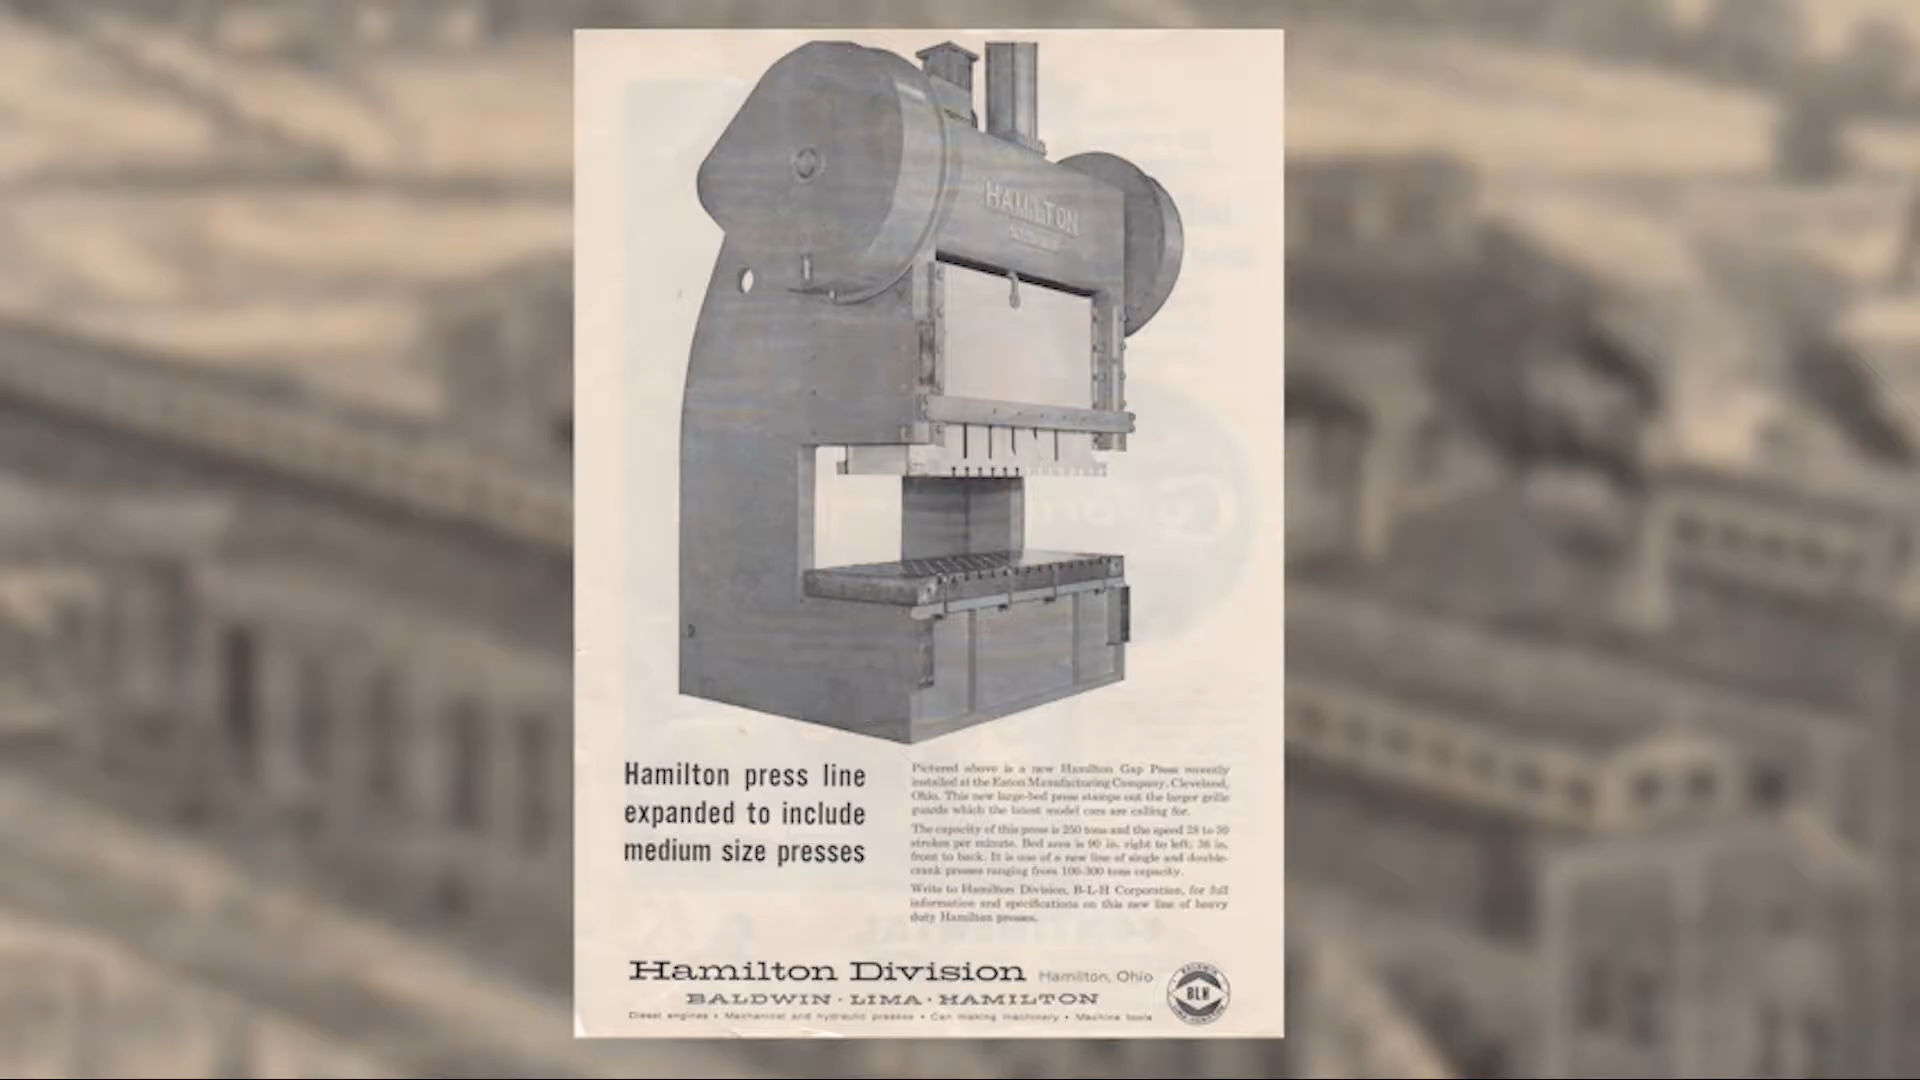 HAMILTON
Hamilton press line
expanded to include
medium size presses
Pictured above is a new Hamilton Gap Press recently
installed at the Eaton Manufacturing Company, Cleveland,
Ohio. This new large-bed press stamps out the larger grille
guards which the latest model cars are calling for.
The capacity of this press is 250 tons and the speed 28 to 30
strokes per minute. Bed area is 90 in. right to left; 36 in.
front to back. It is one of a new line of single and double-
crank presses ranging from 100-300 tons capacity.
Write to Hamilton Division, B-L-H Corporation, for full
information and specifications on this new line of heavy
duty Hamilton presses.
Hamilton Division Hamilton, Ohio
BALDWIN · LIMA · HAMILTON
Diesel engines • Mechanical and hydraulic presses • Can making machinery • Machine tools
BALDWIN
BLH